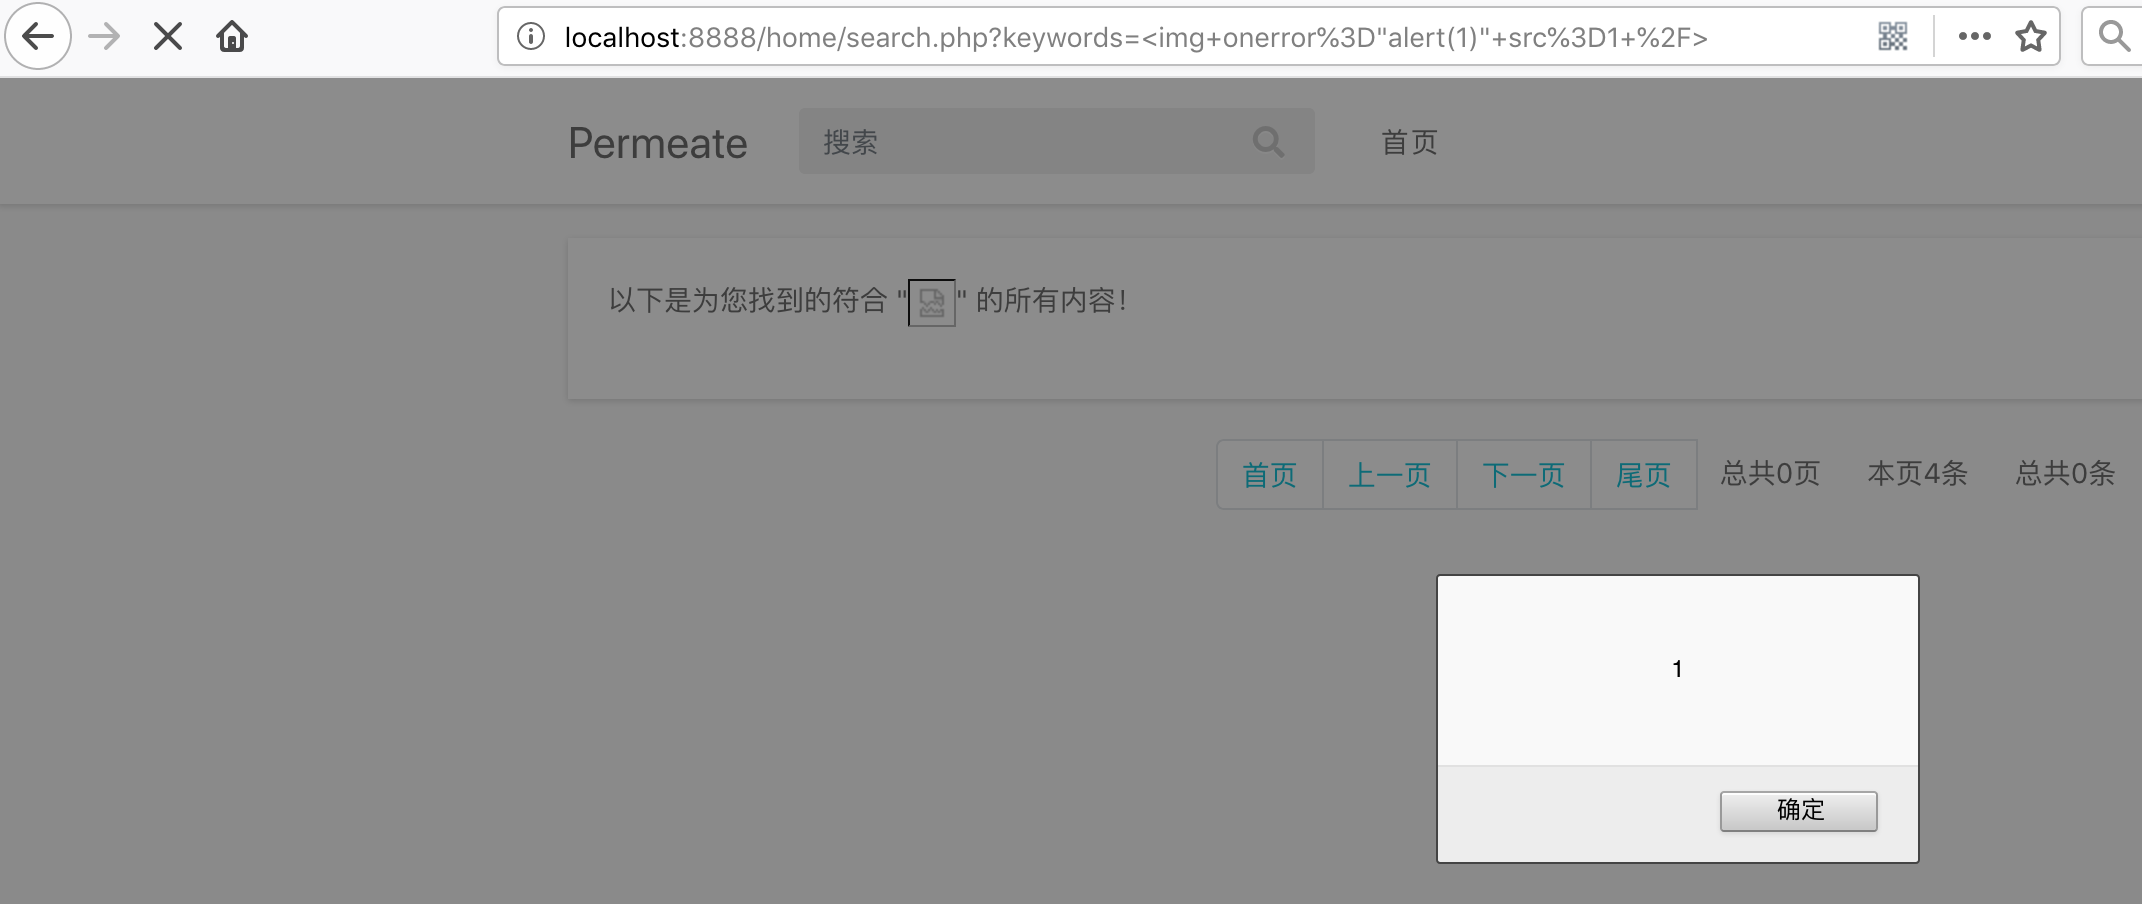 localhost:8888/home/search.php?keywords=<img+onerror%3D"alert(1)"+src%3D1+%2F>
Permeate 搜索 首页
以下是为您找到的符合 "" 的所有内容！
首页 上一页 下一页 尾页 总共0页 本页4条 总共0条
1
确定